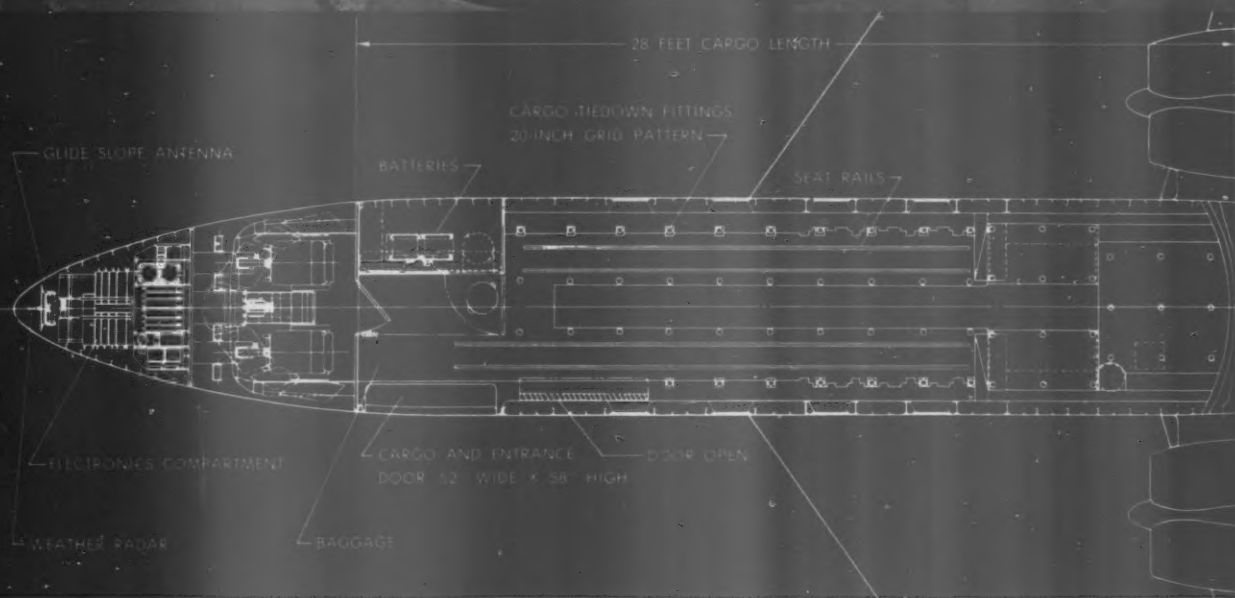 28 FEET CARGO LENGTH
CARGO TIEDOWN FITTINGS
20-INCH GRID PATTERN
GLIDE SLOPE ANTENNA
BATTERIES
SEAT RAILS
ELECTRONICS COMPARTMENT
CARGO AND ENTRANCE
DOOR 52" WIDE X 58" HIGH
DOOR OPEN
WEATHER RADAR
BAGGAGE